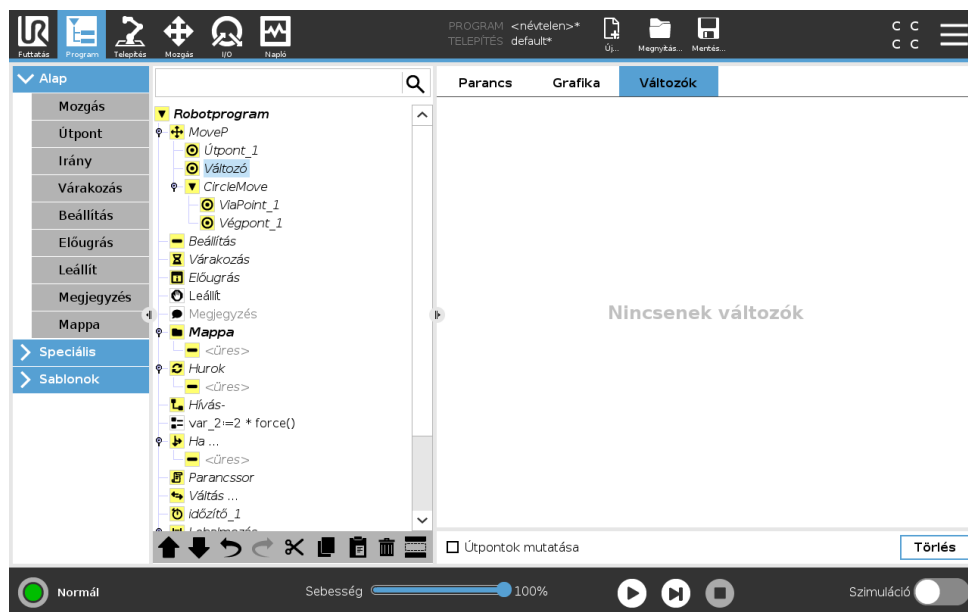 PROGRAM <névtelen>*
TELEPÍTÉS default*
C C
C C
Futtatás Program Telepítés Mozgás I/O Napló
Új... Megnyitás... Mentés...
Alap
Mozgás
Útpont
Irány
Várakozás
Beállítás
Előugrás
Leállít
Megjegyzés
Mappa
Speciális
Sablonok
Robotprogram
MoveP
Útpont_1
Változó
CircleMove
ViaPoint_1
Végpont_1
Beállítás
Várakozás
Előugrás
Leállít
Megjegyzés
Mappa
<üres>
Hurok
<üres>
Hívás-
var_2:=2 * force()
Ha ...
<üres>
Parancssor
Váltás ...
időzítő_1
Parancs Grafika Változók
Nincsenek változók
Útpontok mutatása
Törlés
Normál
Sebesség 100%
Szimuláció